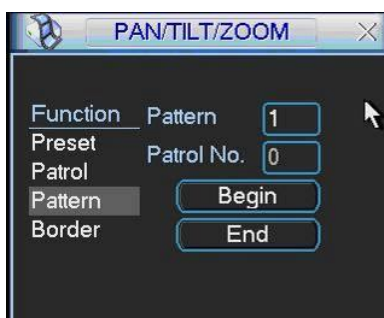 PAN/TILT/ZOOM
Function
Pattern 1
Preset
Patrol No. 0
Patrol
Pattern
Begin
Border
End